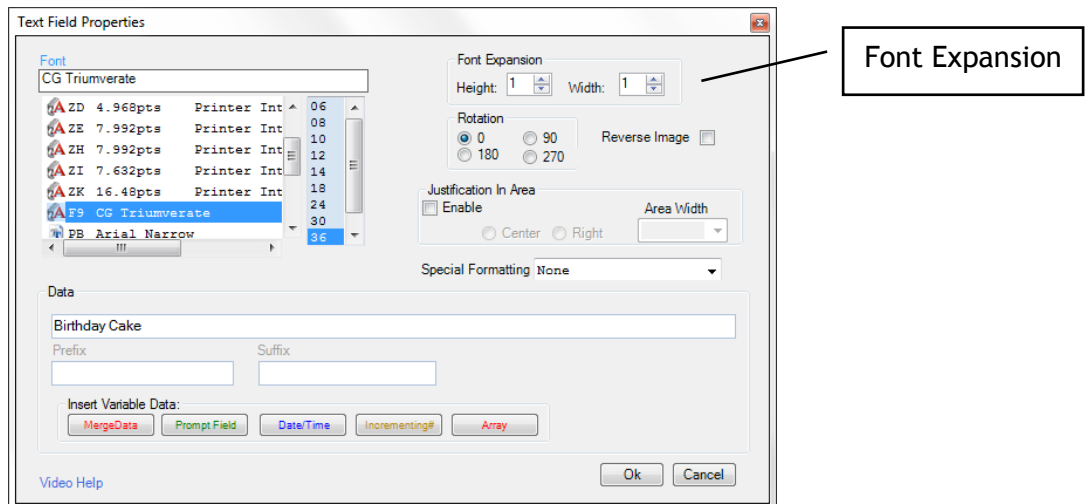 Text Field Properties
Font
CG Triumverate
ZD 4.968pts Printer Int
ZE 7.992pts Printer Int
ZH 7.992pts Printer Int
ZI 7.632pts Printer Int
ZK 16.48pts Printer Int
F9 CG Triumverate
PB Arial Narrow
06
08
10
12
14
18
24
30
36
Font Expansion
Height: 1 Width: 1
Rotation
0 90
180 270
Reverse Image
Justification In Area
Enable
Area Width
Center Right
Special Formatting None
Data
Birthday Cake
Prefix Suffix
Insert Variable Data:
MergeData Prompt Field Date/Time Incrementing# Array
Video Help
Ok Cancel
Font Expansion